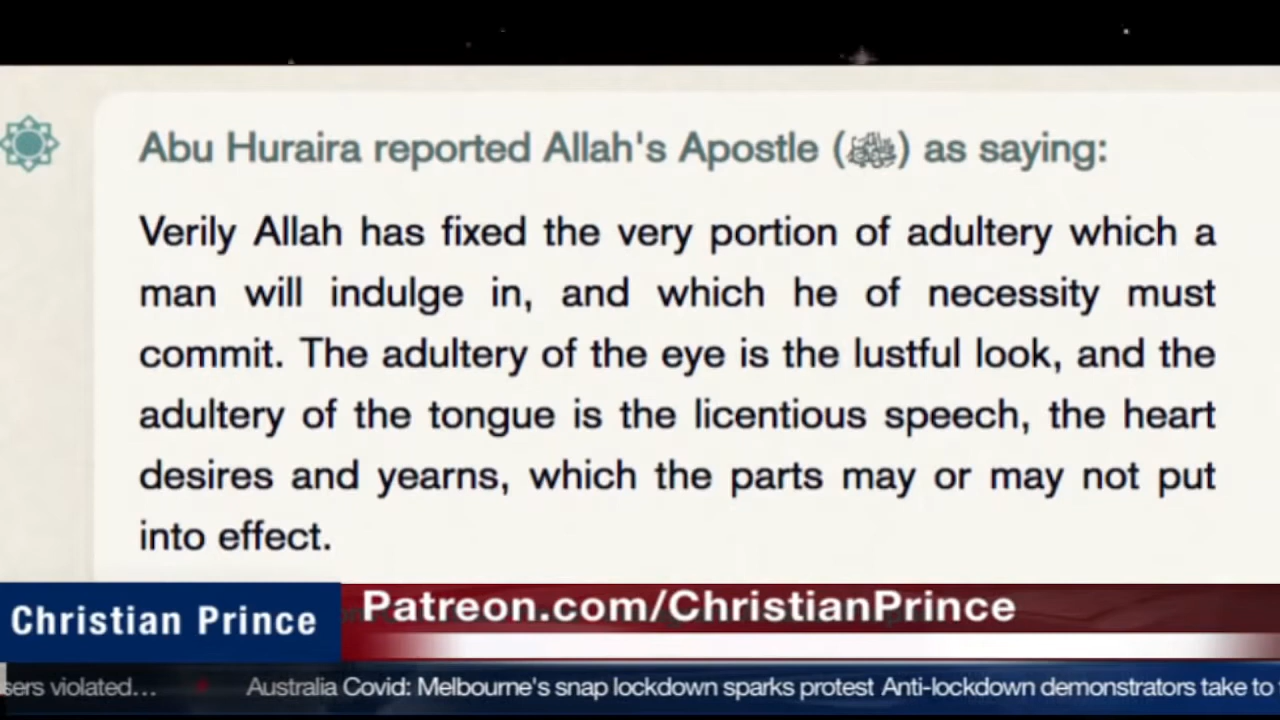 Abu Huraira reported Allah's Apostle (ﷺ) as saying:
Verily Allah has fixed the very portion of adultery which a
man will indulge in, and which he of necessity must
commit. The adultery of the eye is the lustful look, and the
adultery of the tongue is the licentious speech, the heart
desires and yearns, which the parts may or may not put
into effect.
Christian Prince
Patreon.com/ChristianPrince
sers violated... Australia Covid: Melbourne's snap lockdown sparks protest Anti-lockdown demonstrators take to